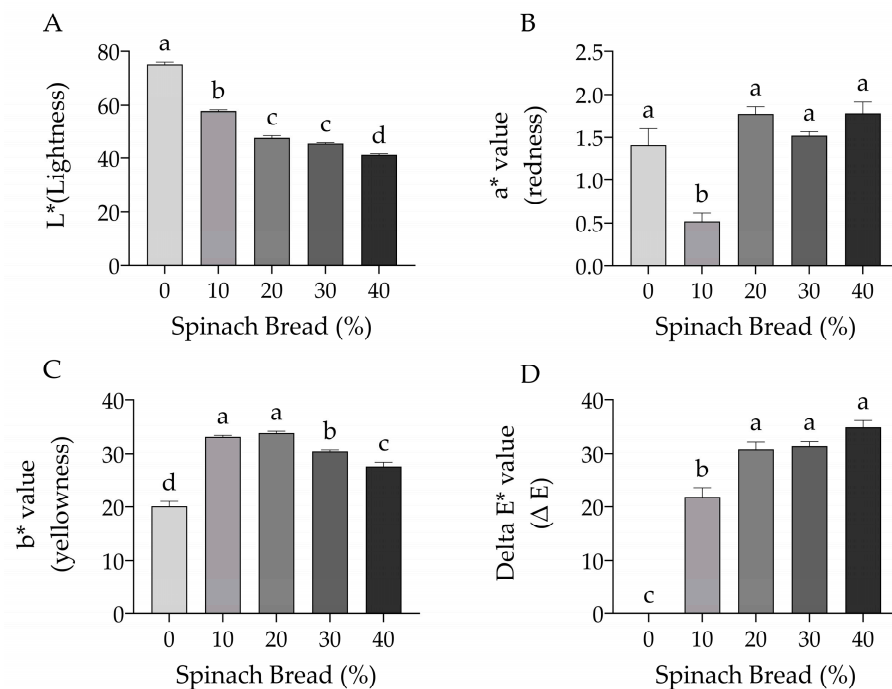 A
L*(Lightness)
80
60
40
20
0
a
b
c
c
d
0 10 20 30 40
Spinach Bread (%)
B
a* value
(redness)
2.5
2.0
1.5
1.0
0.5
0.0
a
b
a
a
a
0 10 20 30 40
Spinach Bread (%)
C
b* value
(yellowness)
40
30
20
10
0
d
a
a
b
c
0 10 20 30 40
Spinach Bread (%)
D
Delta E* value
(Δ E)
40
30
20
10
0
c
b
a
a
a
0 10 20 30 40
Spinach Bread (%)